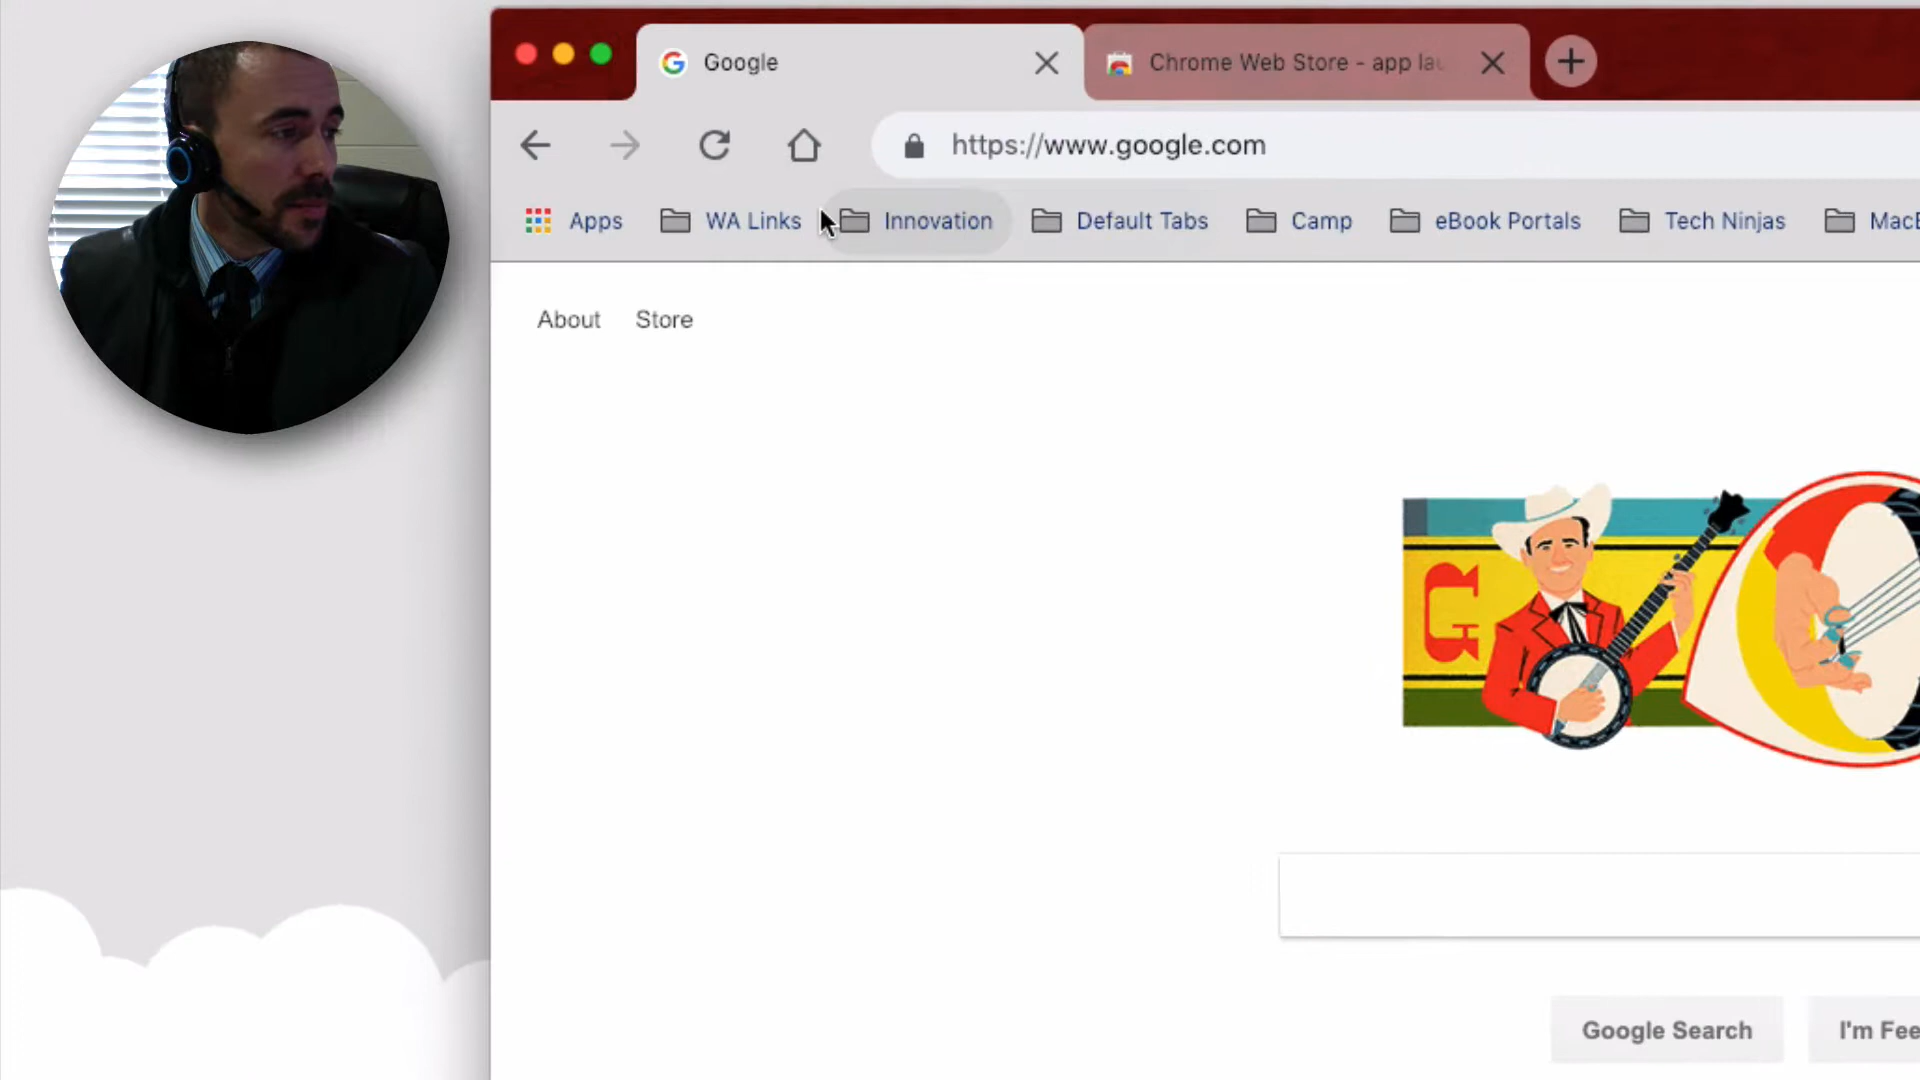 Google
Chrome Web Store - app
https://www.google.com
Apps WA Links Innovation Default Tabs Camp eBook Portals Tech Ninjas
About Store
G
Google Search I'm